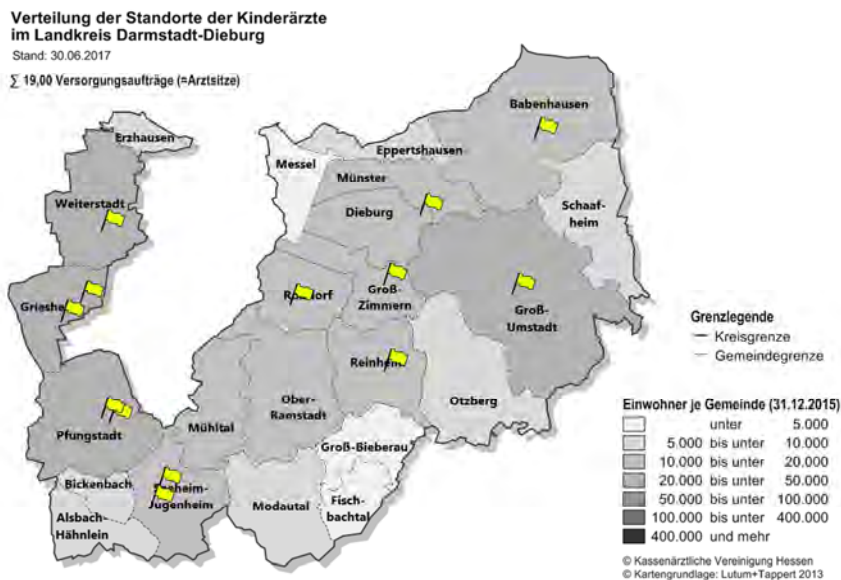 Verteilung der Standorte der Kinderärzte
im Landkreis Darmstadt-Dieburg
Stand: 30.06.2017
∑ 19,00 Versorgungsaufträge (=Arztsitze)
Erzhausen
Babenhausen
Eppertshausen
Messel
Münster
Weiterstadt
Dieburg
Schaaf-
heim
Groß-
Zimmern
Groß-
Umstadt
Otzberg
Ober-
Ramstadt
Mühltal
Pfungstadt
Groß-Bieberau
Bickenbach
Jugenheim
Modautal
Fisch-
bachtal
Alsbach-
Hähnlein
Grenzlegende
Kreisgrenze
Gemeindegrenze
Einwohner je Gemeinde (31.12.2015)
unter 5.000
5.000 bis unter 10.000
10.000 bis unter 20.000
20.000 bis unter 50.000
50.000 bis unter 100.000
100.000 bis unter 400.000
400.000 und mehr
© Kassenärztliche Vereinigung Hessen
© Kartengrundlage: Lutum+Tappert 2013